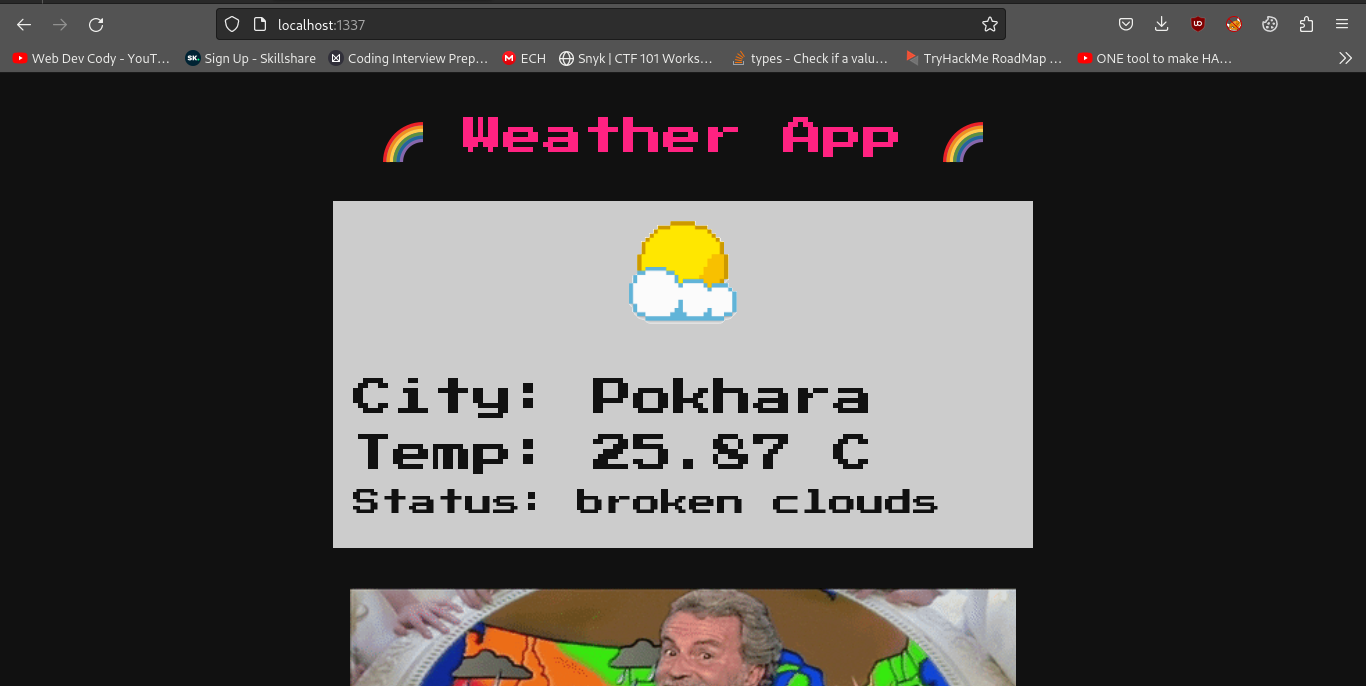 localhost:1337
Web Dev Cody - YouT... Sign Up - Skillshare Coding Interview Prep... ECH Snyk | CTF 101 Works... types - Check if a valu... TryHackMe RoadMap ... ONE tool to make HA...
Weather App
City: Pokhara
Temp: 25.87 C
Status: broken clouds